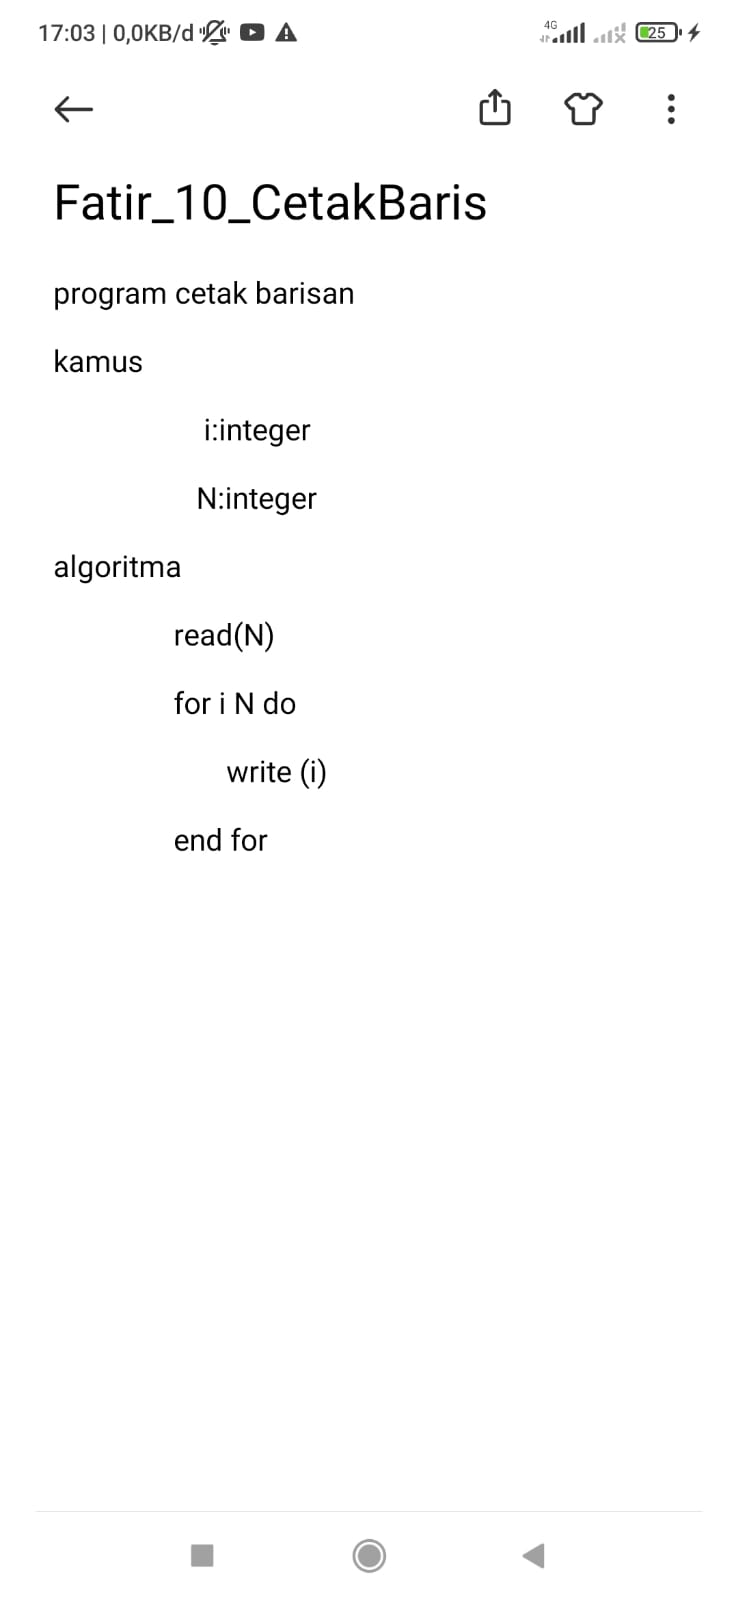 17:03 | 0,0KB/d 4G 25
Fatir_10_CetakBaris
program cetak barisan
kamus
i:integer
N:integer
algoritma
read(N)
for i N do
write (i)
end for